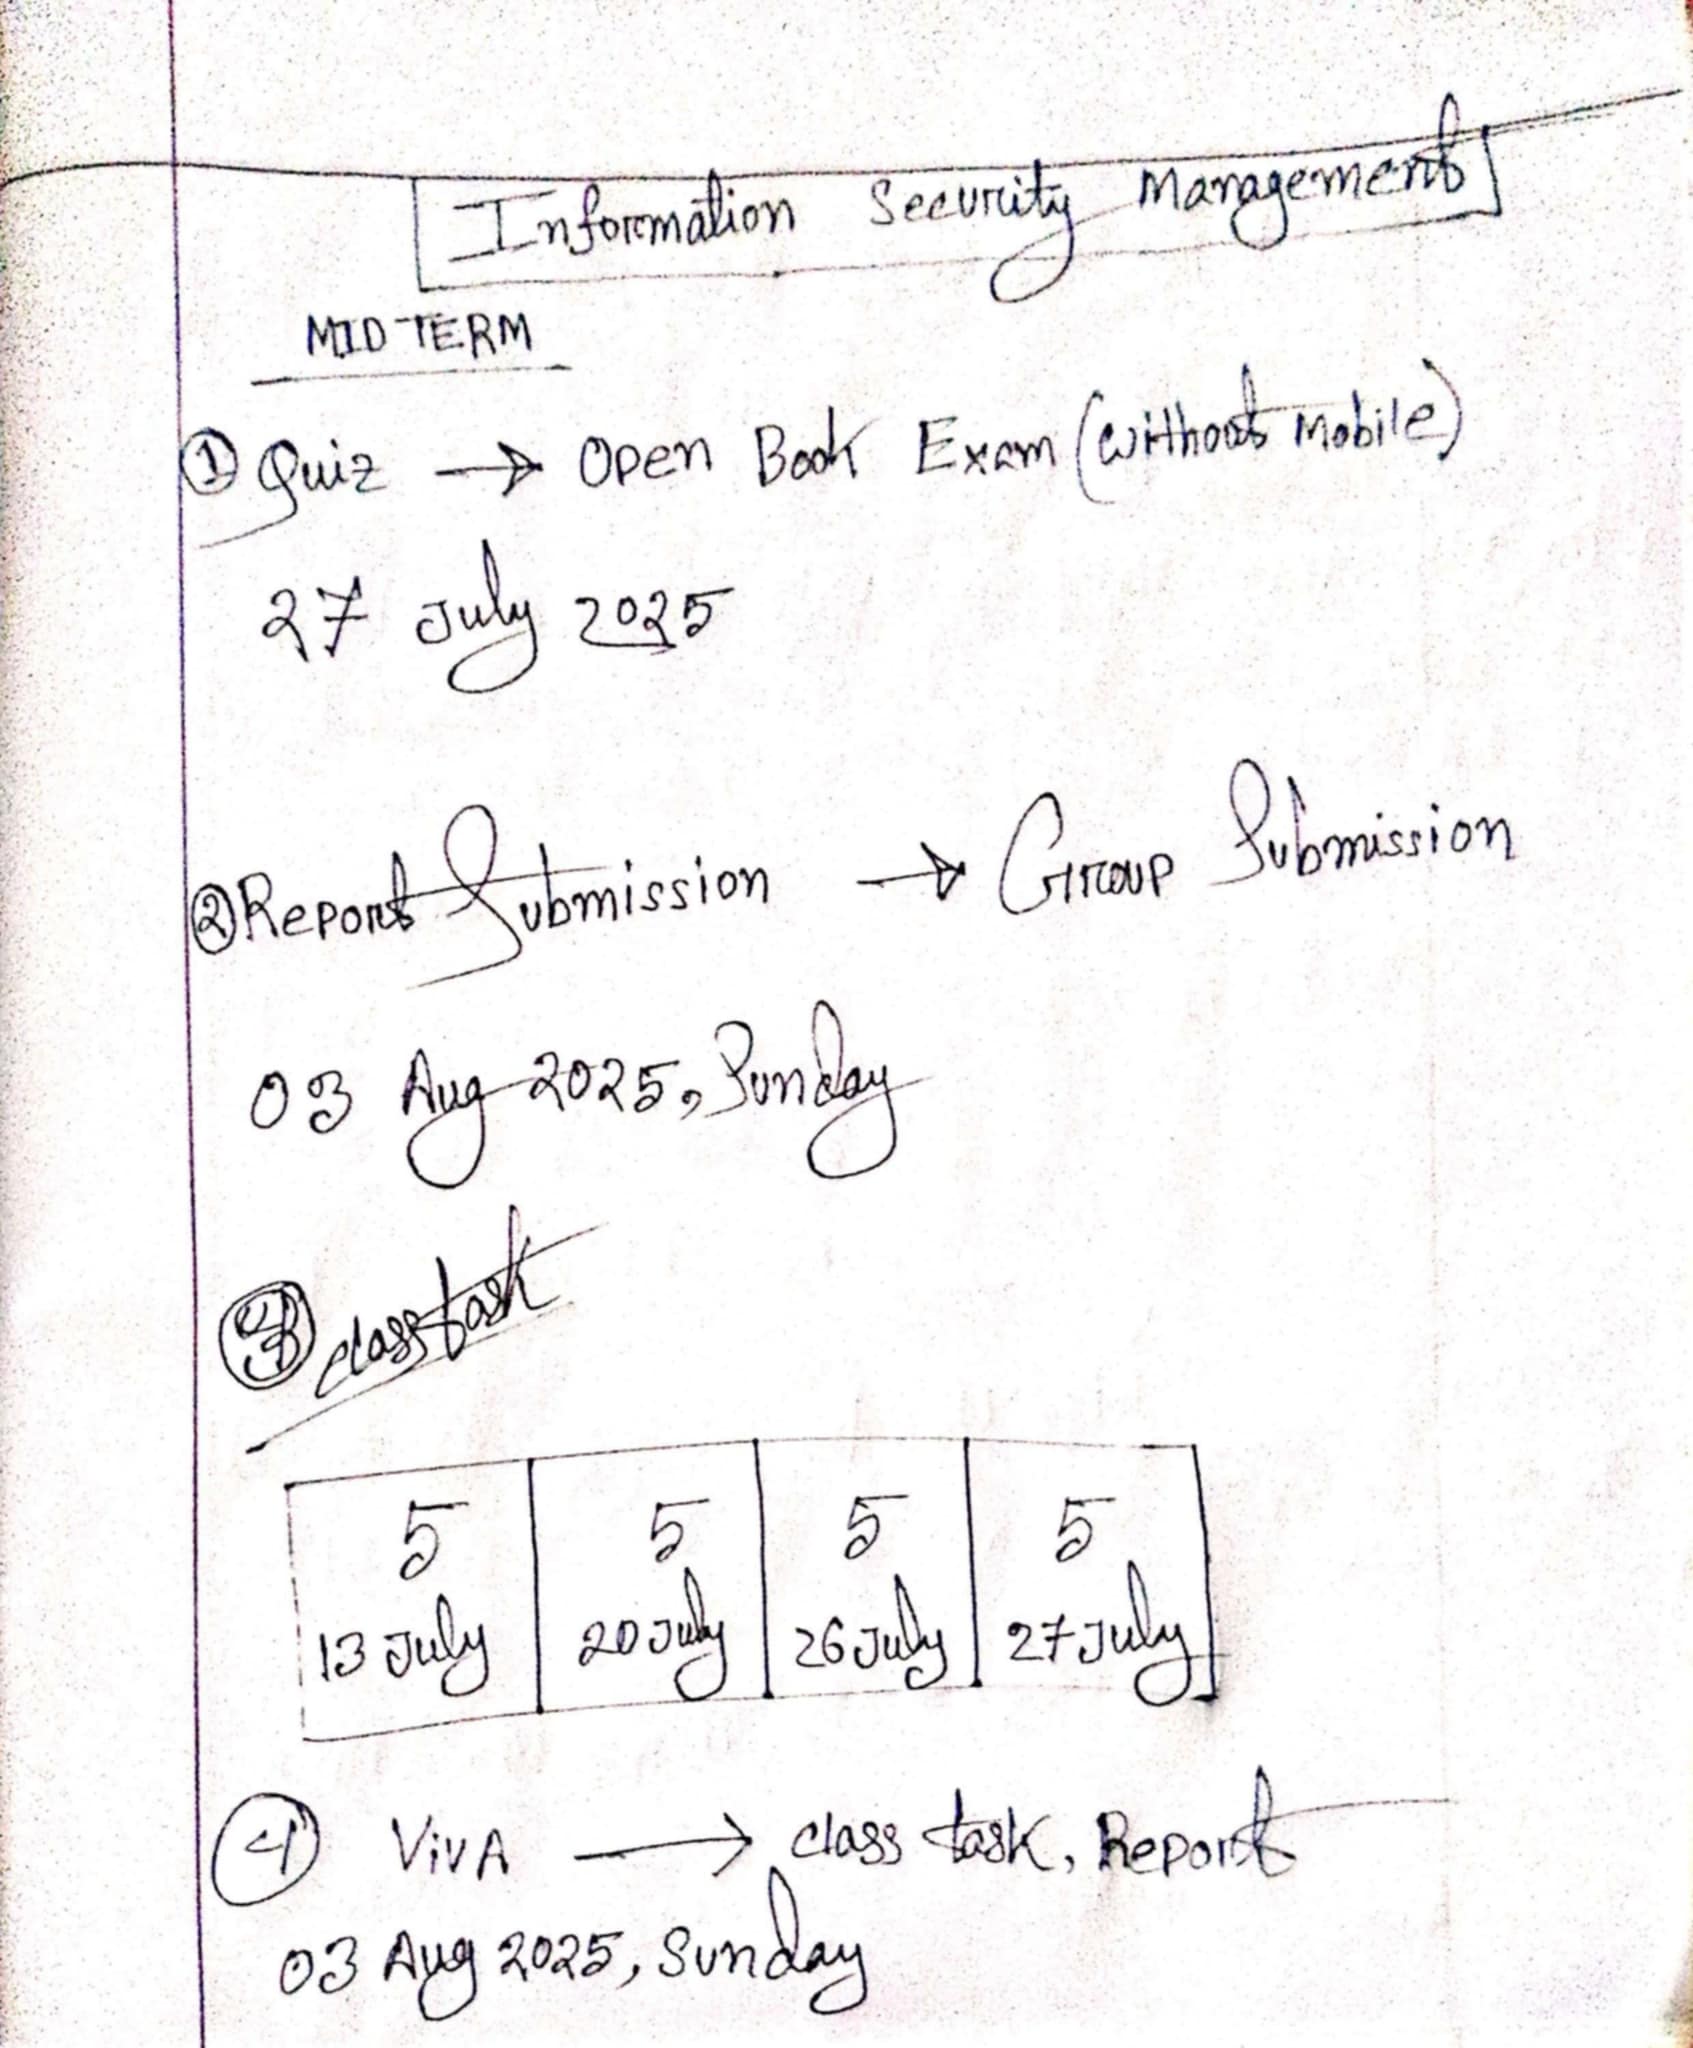 Information Security Management
MID TERM
① Quiz → Open Book Exam (without mobile)
27 July 2025
② Report Submission → Group Submission
03 Aug 2025, Sunday
③ class task
5 5 5 5
13 July 20 July 26 July 27 July
④ VivA → class task, Report
03 Aug 2025, Sunday